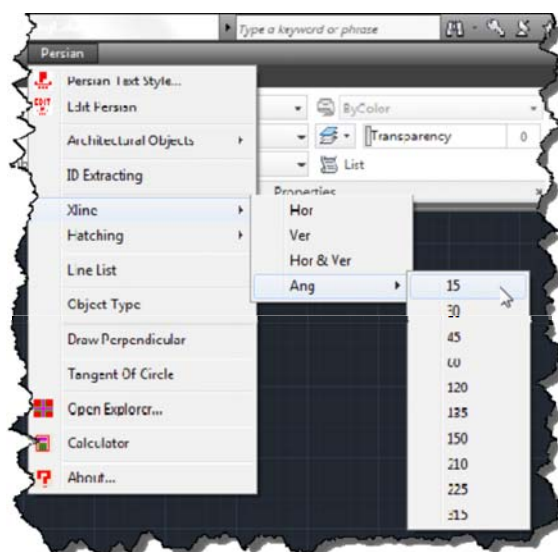 Type a keyword or phrase
Persian
Persian Text Style...
EDIT
Edit Persian
Architectural Objects
ID Extracting
Xline
Hatching
Line List
Object Type
Draw Perpendicular
Tangent Of Circle
Open Explorer...
Calculator
About...
ByColor
Transparency
0
List
Properties
Hor
Ver
Hor & Ver
Ang
15
30
45
60
120
135
150
210
225
315